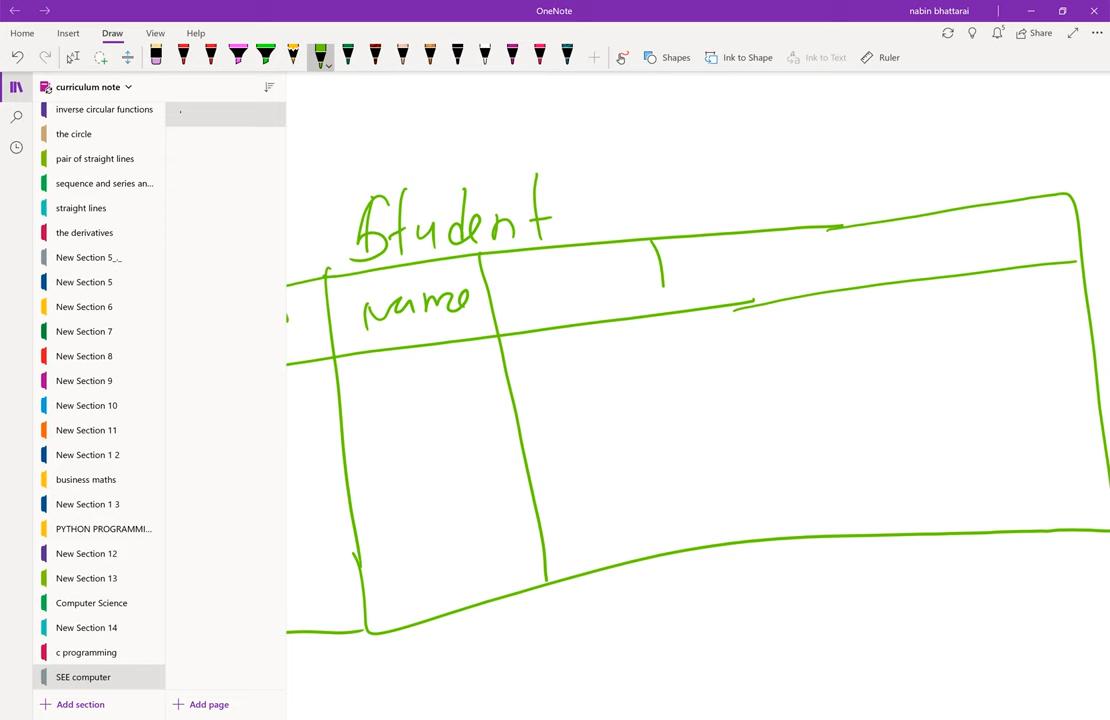 OneNote
nabin bhattarai
Home Insert Draw View Help
Share
Shapes Ink to Shape Ink to Text Ruler
curriculum note
inverse circular functions
the circle
pair of straight lines
sequence and series an...
straight lines
the derivatives
New Section 5_._
New Section 5
New Section 6
New Section 7
New Section 8
New Section 9
New Section 10
New Section 11
New Section 1 2
business maths
New Section 1 3
PYTHON PROGRAMMI...
New Section 12
New Section 13
Computer Science
New Section 14
c programming
SEE computer
Add section
Add page
Student
name